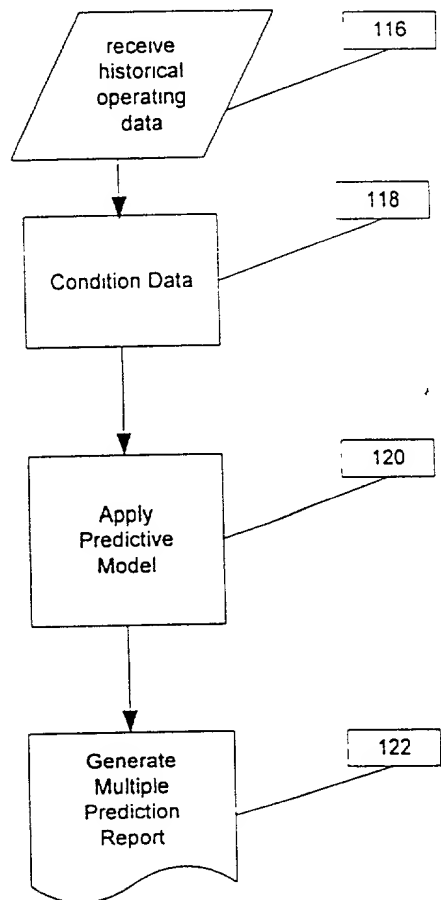 receive
historical
operating
data
116
Condition Data
118
Apply
Predictive
Model
120
Generate
Multiple
Prediction
Report
122